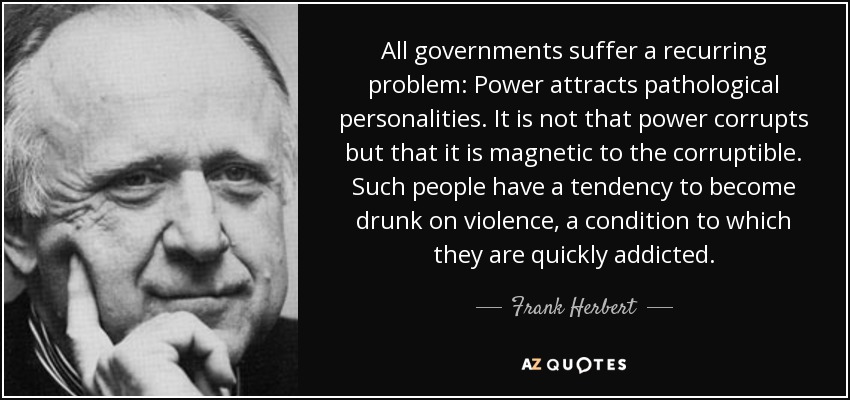 All governments suffer a recurring
problem: Power attracts pathological
personalities. It is not that power corrupts
but that it is magnetic to the corruptible.
Such people have a tendency to become
drunk on violence, a condition to which
they are quickly addicted.
Frank Herbert
AZ QUOTES